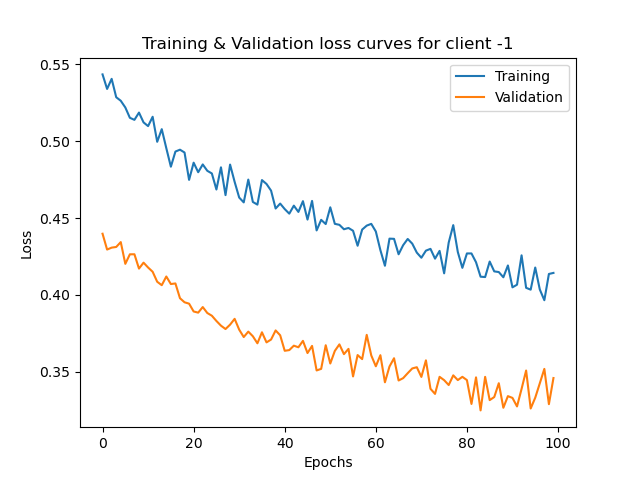 Training & Validation loss curves for client -1
Training
Validation
0.55
0.50
0.45
0.40
0.35
Loss
0
20
40
60
80
100
Epochs